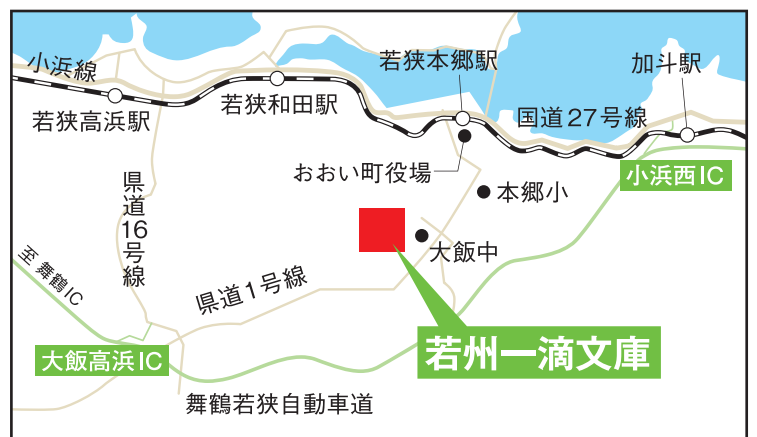 小浜線
若狭高浜駅
若狭和田駅
若狭本郷駅
加斗駅
国道27号線
おおい町役場
小浜西IC
本郷小
県道16号線
大飯中
至 舞鶴IC
県道1号線
大飯高浜IC
若州一滴文庫
舞鶴若狭自動車道